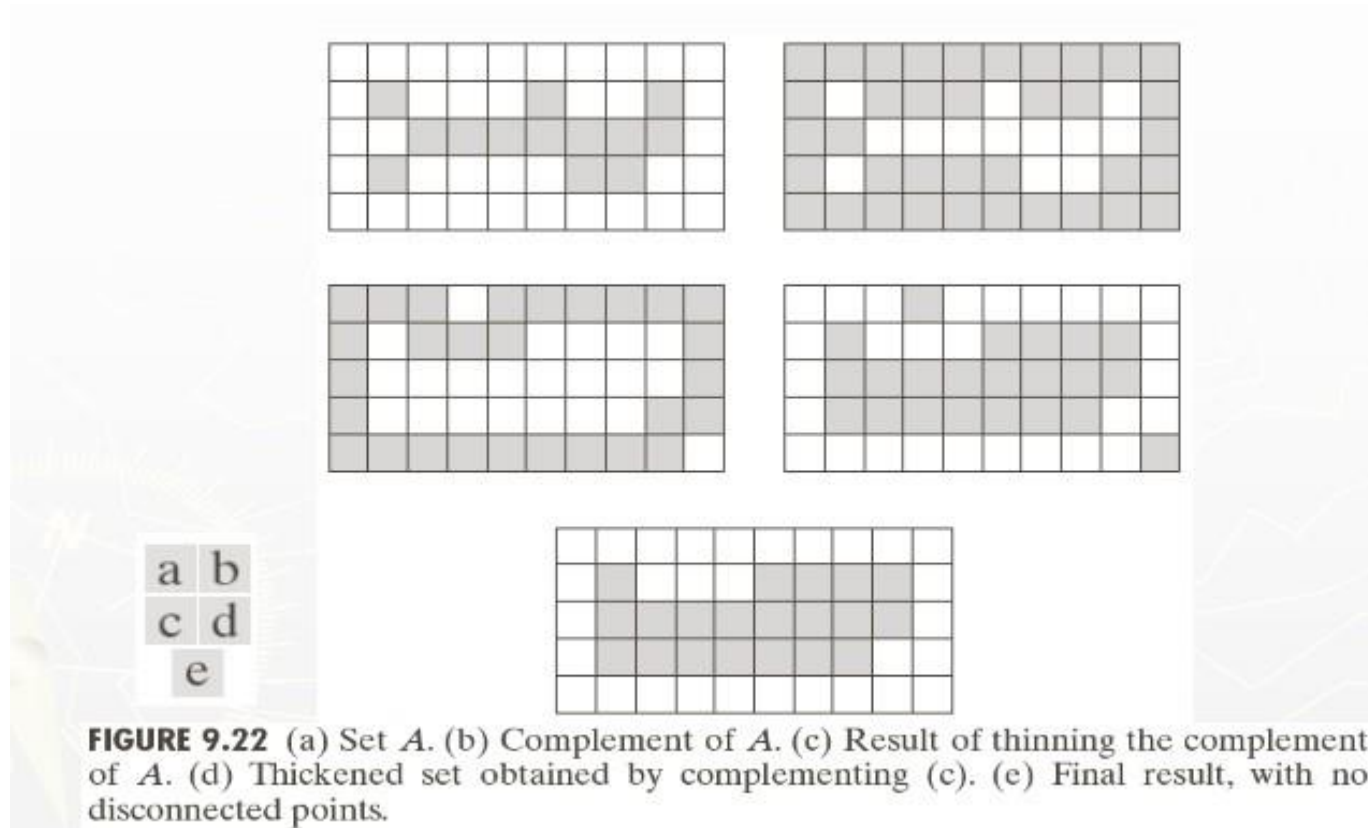 a b
c d
e
FIGURE 9.22 (a) Set A. (b) Complement of A. (c) Result of thinning the complement
of A. (d) Thickened set obtained by complementing (c). (e) Final result, with no
disconnected points.